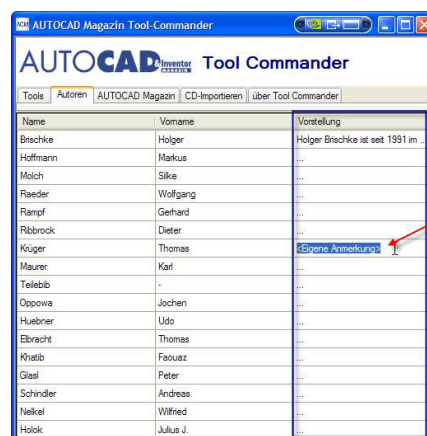 AUTOCAD Magazin Tool-Commander
AUTOCAD & Inventor MAGAZIN Tool Commander
Tools Autoren AUTOCAD Magazin CD-Importieren über Tool Commander
Name Vorname Vorstellung
Brischke Holger Holger Brischke ist seit 1991 im ...
Hoffmann Markus ...
Molch Silke ...
Raeder Wolfgang ...
Rampf Gerhard ...
Ribbrock Dieter ...
Krüger Thomas <Eigene Anmerkung>
Maurer Karl ...
Teilebib - ...
Oppowa Jochen ...
Huebner Udo ...
Elbracht Thomas ...
Khatib Faouaz ...
Glasl Peter ...
Schindler Andreas ...
Nelkel Wilfried ...
Holok Julius J. ...